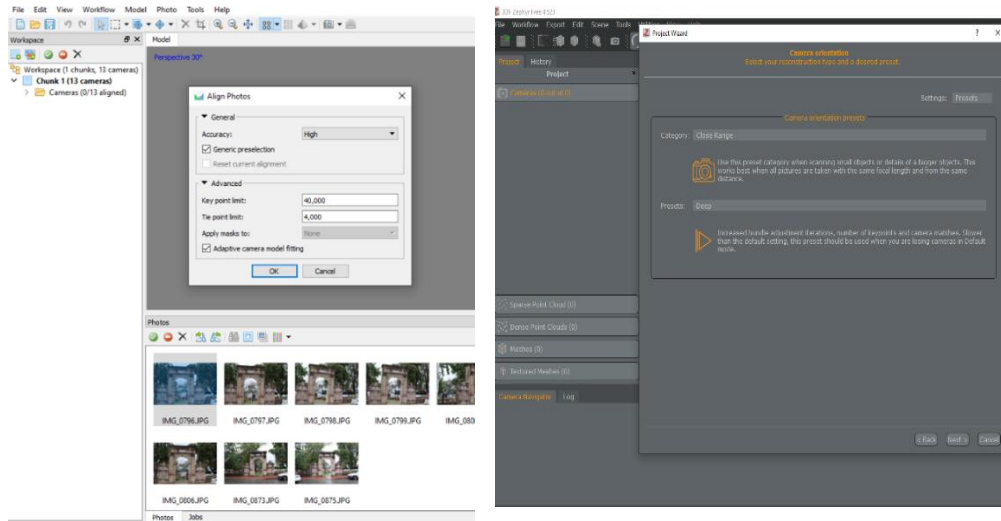 File Edit View Workflow Model Photo Tools Help
Workspace
Workspace (1 chunks, 13 cameras)
Chunk 1 (13 cameras)
Cameras (0/13 aligned)
Model
Perspective 30°
Align Photos
General
Accuracy: High
Generic preselection
Reset current alignment
Advanced
Key point limit: 40,000
Tie point limit: 4,000
Apply masks to: None
Adaptive camera model fitting
OK Cancel
Photos
IMG_0796.JPG IMG_0797.JPG IMG_0798.JPG IMG_0799.JPG IMG_080
IMG_0806.JPG IMG_0873.JPG IMG_0875.JPG
Photos Jobs
File Workflow Export Edit Scene Tools
Project History
Project
Sparse Point Cloud (0)
Dense Point Clouds (0)
Meshes (0)
Textured Meshes (0)
Camera Navigator Log
Project Wizard ? X
Camera orientation
Select your reconstruction type and a desired preset.
Settings: Presets
Camera orientation presets
Category: Close Range
Use this preset category when scanning small objects or details of a bigger objects. This
works best when all pictures are taken with the same focal length and from the same
distance.
Presets: Deep
Increased bundle adjustment iterations, number of keypoints and camera matches. Slower
than the default setting, this preset should be used when you are losing cameras in Default
mode.
< Back Next > Cancel